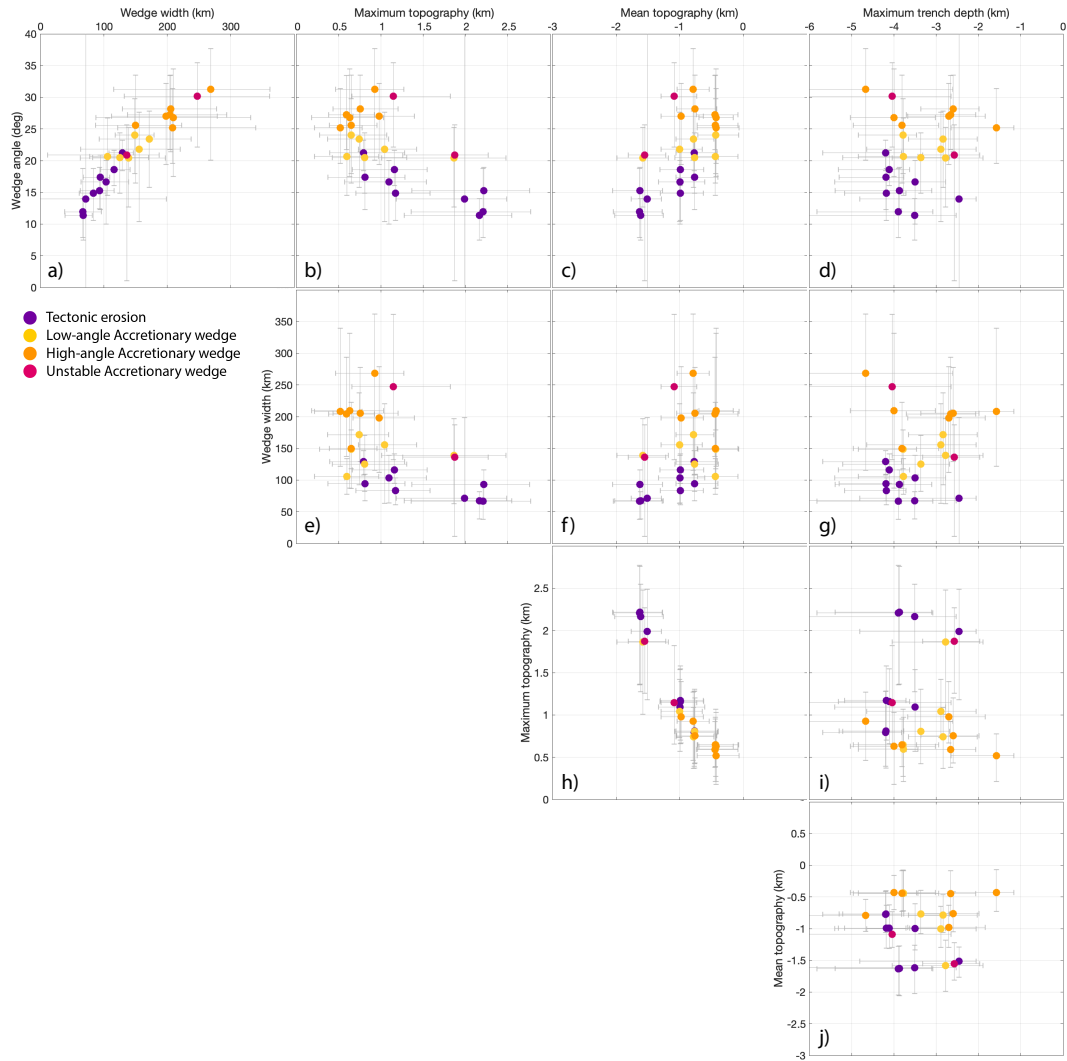 Wedge width (km) Maximum topography (km) Mean topography (km) Maximum trench depth (km)
0 100 200 300 0 0.5 1.0 1.5 2.0 2.5 -3 -2 -1 0 -5 -4 -3 -2 -1 0
Wedge angle (deg)
40
35
30
25
20
15
10
5
0
a) b) c) d)
Tectonic erosion
Low-angle Accretionary wedge
High-angle Accretionary wedge
Unstable Accretionary wedge
Wedge width (km)
350
300
250
200
150
100
50
0
e) f) g)
Maximum topography (km)
2.5
2
1.5
1
0.5
0
h) i)
Mean topography (km)
0.5
0
-0.5
-1
-1.5
-2
-2.5
-3
j)